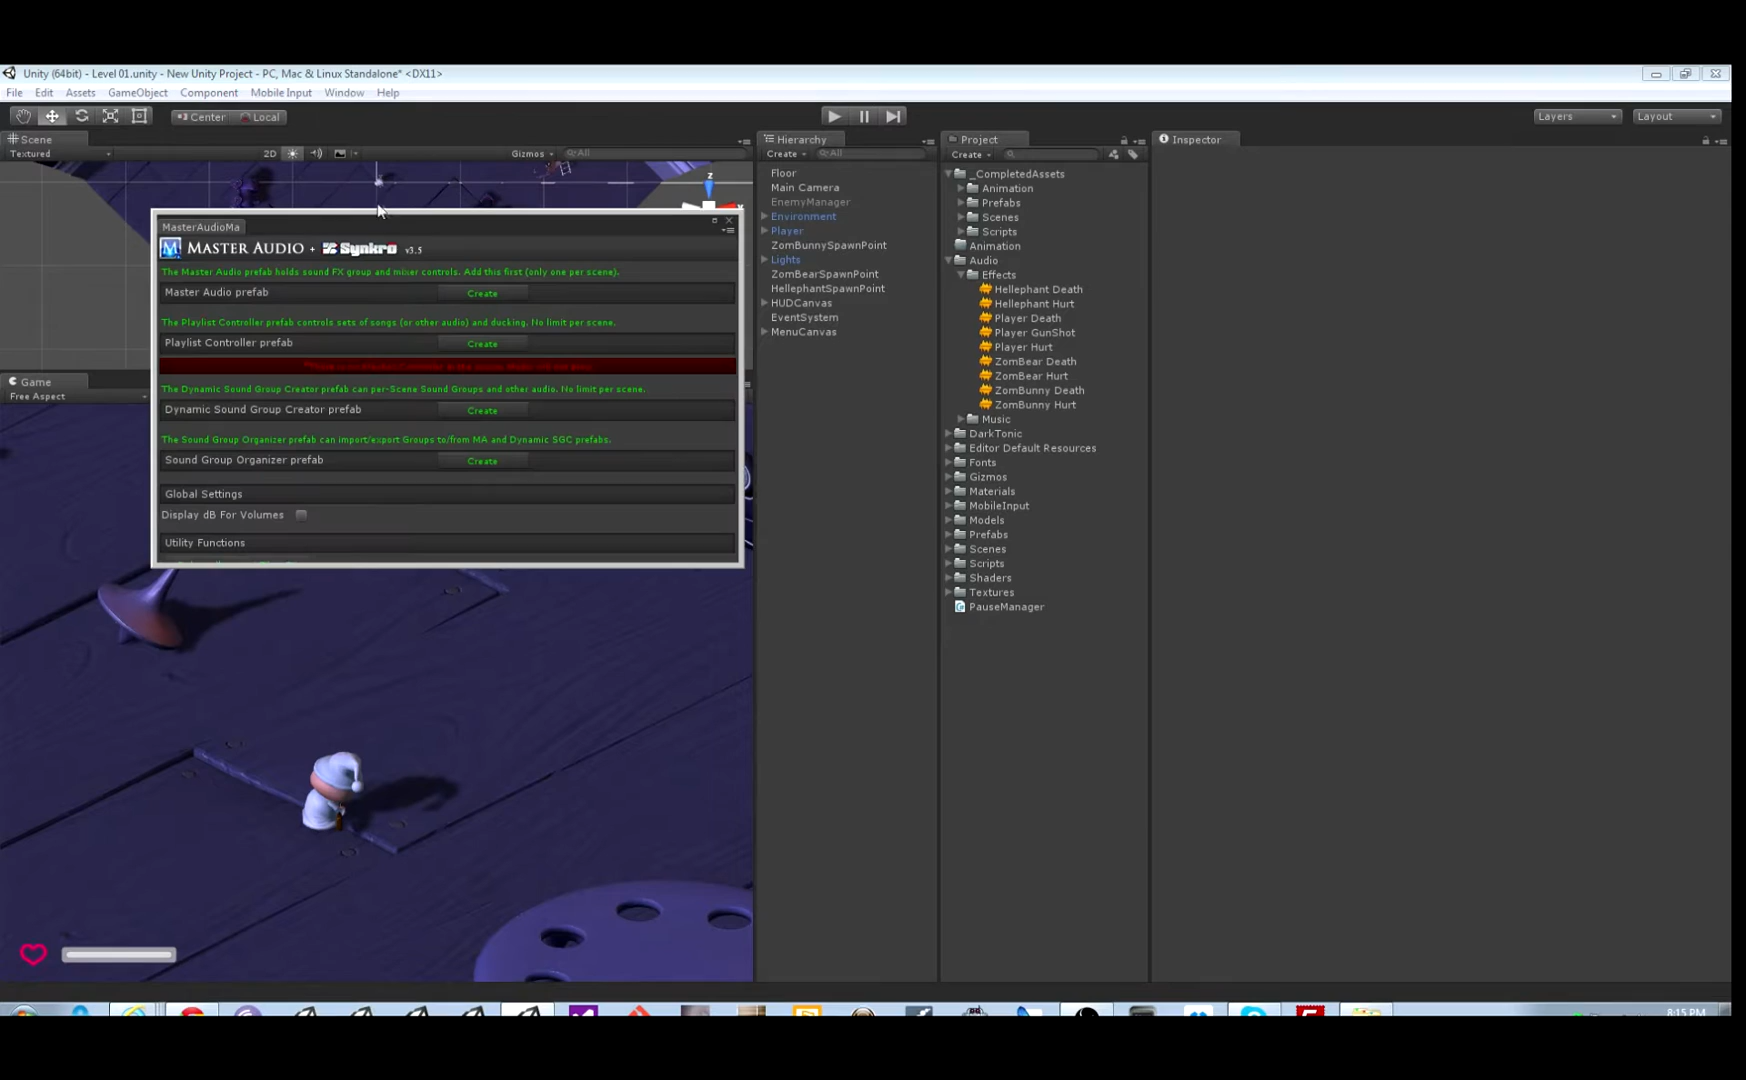 Unity (64bit) - Level 01.unity - New Unity Project - PC, Mac & Linux Standalone* <DX11>
File Edit Assets GameObject Component Mobile Input Window Help
Center Local
Layers
Layout
Scene
Textured
2D
Gizmos
All
MasterAudioMa
MASTER AUDIO + Synkro v3.5
The Master Audio prefab holds sound FX group and mixer controls. Add this first (only one per scene).
Master Audio prefab Create
The Playlist Controller prefab controls sets of songs (or other audio) and ducking. No limit per scene.
Playlist Controller prefab Create
The Dynamic Sound Group Creator prefab can per-Scene Sound Groups and other audio. No limit per scene.
Dynamic Sound Group Creator prefab Create
The Sound Group Organizer prefab can import/export Groups to/from MA and Dynamic SGC prefabs.
Sound Group Organizer prefab Create
Global Settings
Display dB For Volumes
Utility Functions
z
Game
Free Aspect
Hierarchy
Create
All
Floor
Main Camera
EnemyManager
Environment
Player
ZomBunnySpawnPoint
Lights
ZomBearSpawnPoint
HellephantSpawnPoint
HUDCanvas
EventSystem
MenuCanvas
Project
Create
_CompletedAssets
Animation
Prefabs
Scenes
Scripts
Animation
Audio
Effects
Hellephant Death
Hellephant Hurt
Player Death
Player GunShot
Player Hurt
ZomBear Death
ZomBear Hurt
ZomBunny Death
ZomBunny Hurt
Music
DarkTonic
Editor Default Resources
Fonts
Gizmos
Materials
MobileInput
Models
Prefabs
Scenes
Scripts
Shaders
Textures
PauseManager
Inspector
8:15 PM